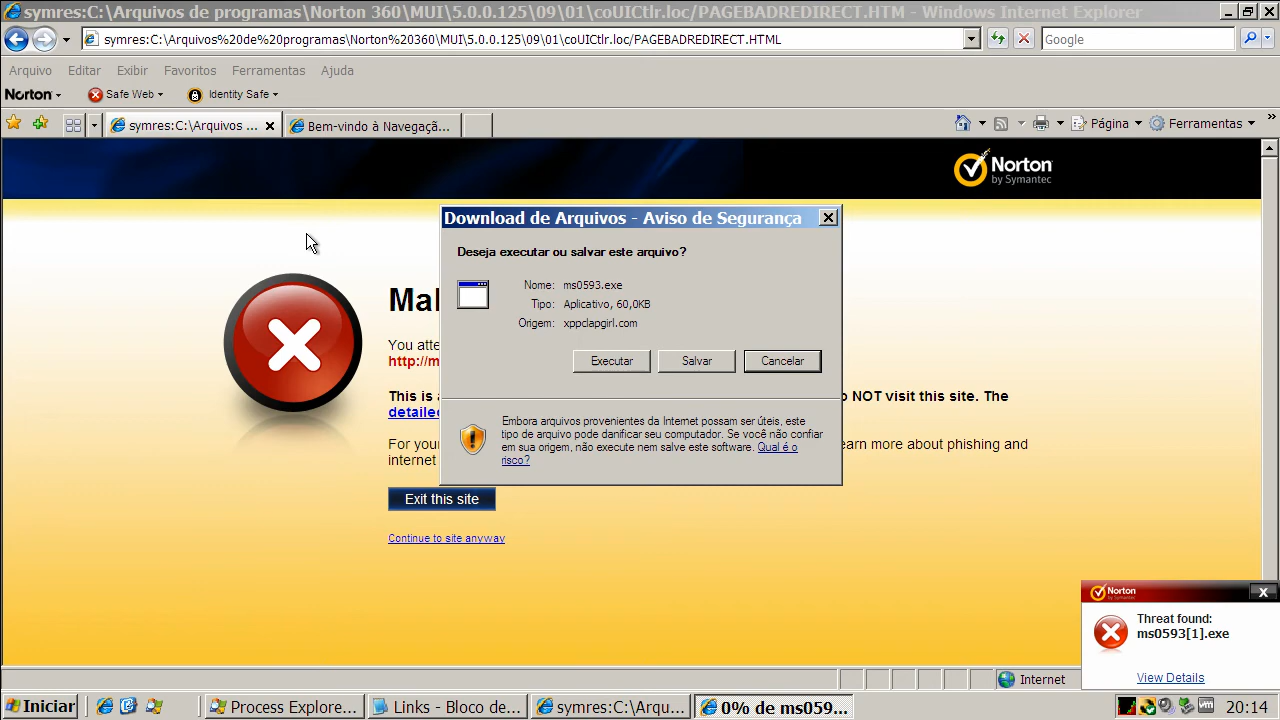 symres:C:\Arquivos de programas\Norton 360\MUI\5.0.0.125\09\01\coUICtlr.loc/PAGEBADREDIRECT.HTM - Windows Internet Explorer
symres:C:\Arquivos%20de%20programas\Norton%20360\MUI\5.0.0.125\09\01\coUICtlr.loc/PAGEBADREDIRECT.HTML
Google
Arquivo Editar Exibir Favoritos Ferramentas Ajuda
Norton Safe Web Identity Safe
symres:C:\Arquivos ... Bem-vindo à Navegaçã... Página Ferramentas
Norton
by Symantec
Download de Arquivos - Aviso de Segurança
Deseja executar ou salvar este arquivo?
Nome: ms0593.exe
Tipo: Aplicativo, 60,0KB
Origem: xppclapgirl.com
Executar Salvar Cancelar
Embora arquivos provenientes da Internet possam ser úteis, este
tipo de arquivo pode danificar seu computador. Se você não confiar
em sua origem, não execute nem salve este software. Qual é o
risco?
Mal
You atte
http://m
This is a
NOT visit this site. The
detailed
For your
earn more about phishing and
internet
Exit this site
Continue to site anyway
Norton
by Symantec
Threat found:
ms0593[1].exe
View Details
Internet
Iniciar Process Explore... Links - Bloco de... symres:C:\Arqu... 0% de ms059... 20:14